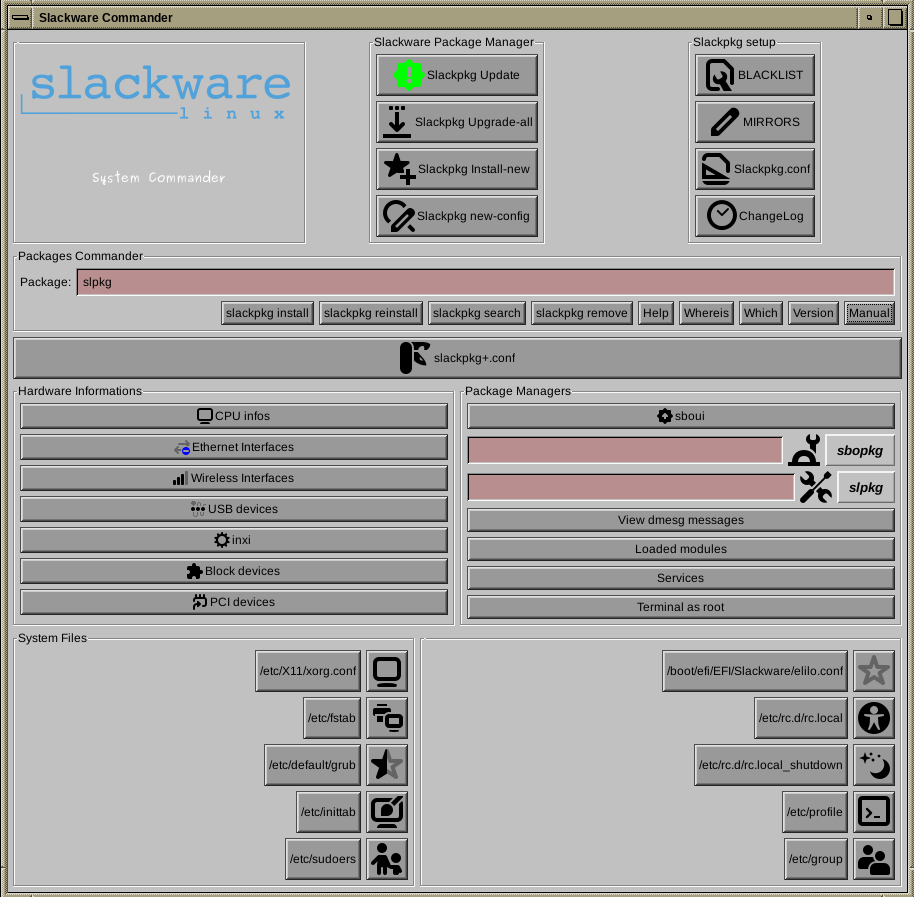 Slackware Commander
slackware
linux
System Commander
Slackware Package Manager
Slackpkg Update
Slackpkg Upgrade-all
Slackpkg Install-new
Slackpkg new-config
Slackpkg setup
BLACKLIST
MIRRORS
Slackpkg.conf
ChangeLog
Packages Commander
Package: slpkg
slackpkg install slackpkg reinstall slackpkg search slackpkg remove Help Whereis Which Version Manual
slackpkg+.conf
Hardware Informations
CPU infos
Ethernet Interfaces
Wireless Interfaces
USB devices
inxi
Block devices
PCI devices
Package Managers
sboui
sbopkg
slpkg
View dmesg messages
Loaded modules
Services
Terminal as root
System Files
/etc/X11/xorg.conf
/etc/fstab
/etc/default/grub
/etc/inittab
/etc/sudoers
/boot/efi/EFI/Slackware/elilo.conf
/etc/rc.d/rc.local
/etc/rc.d/rc.local_shutdown
/etc/profile
/etc/group